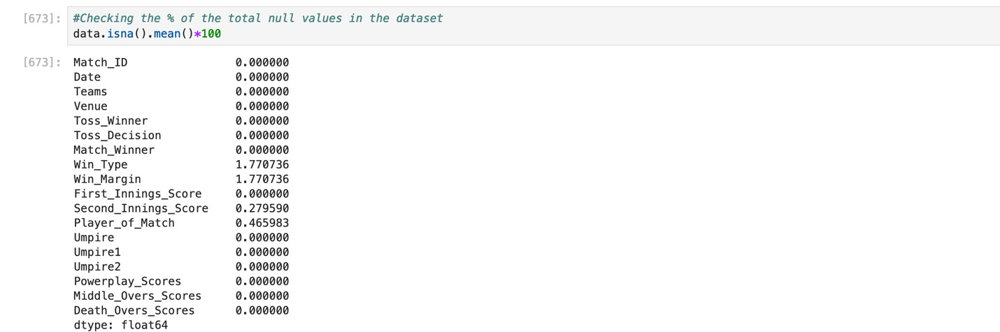 [673]: #Checking the % of the total null values in the dataset
data.isna().mean()*100
[673]: Match_ID 0.000000
Date 0.000000
Teams 0.000000
Venue 0.000000
Toss_Winner 0.000000
Toss_Decision 0.000000
Match_Winner 0.000000
Win_Type 1.770736
Win_Margin 1.770736
First_Innings_Score 0.000000
Second_Innings_Score 0.279590
Player_of_Match 0.465983
Umpire 0.000000
Umpire1 0.000000
Umpire2 0.000000
Powerplay_Scores 0.000000
Middle_Overs_Scores 0.000000
Death_Overs_Scores 0.000000
dtype: float64